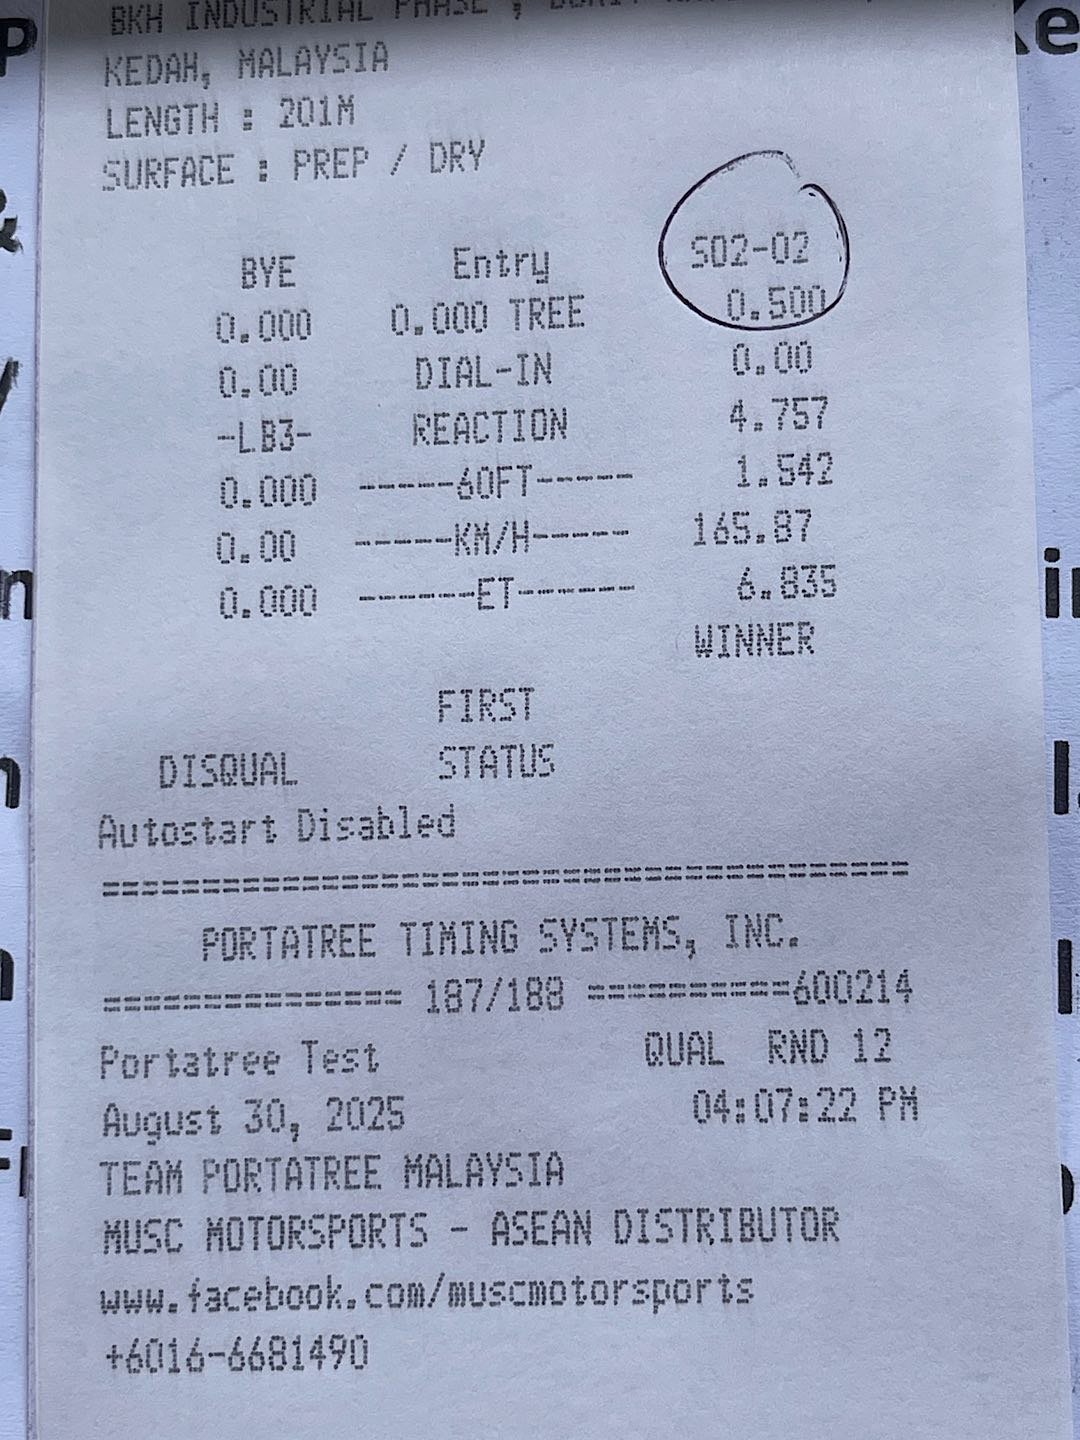 BKH INDUSTRIAL PHASE
KEDAH, MALAYSIA
LENGTH : 201M
SURFACE : PREP / DRY
BYE Entry S02-02
0.000 0.000 TREE 0.500
0.00 DIAL-IN 0.00
-LB3- REACTION 4.757
0.000 -----60FT----- 1.542
0.00 -----KM/H----- 165.87
0.000 ------ET------ 6.835
WINNER
FIRST
DISQUAL STATUS
Autostart Disabled
========================================
PORTATREE TIMING SYSTEMS, INC.
=============== 187/188 ==========600214
Portatree Test QUAL RND 12
August 30, 2025 04:07:22 PM
TEAM PORTATREE MALAYSIA
MUSC MOTORSPORTS - ASEAN DISTRIBUTOR
www.facebook.com/muscmotorsports
+6016-6681490